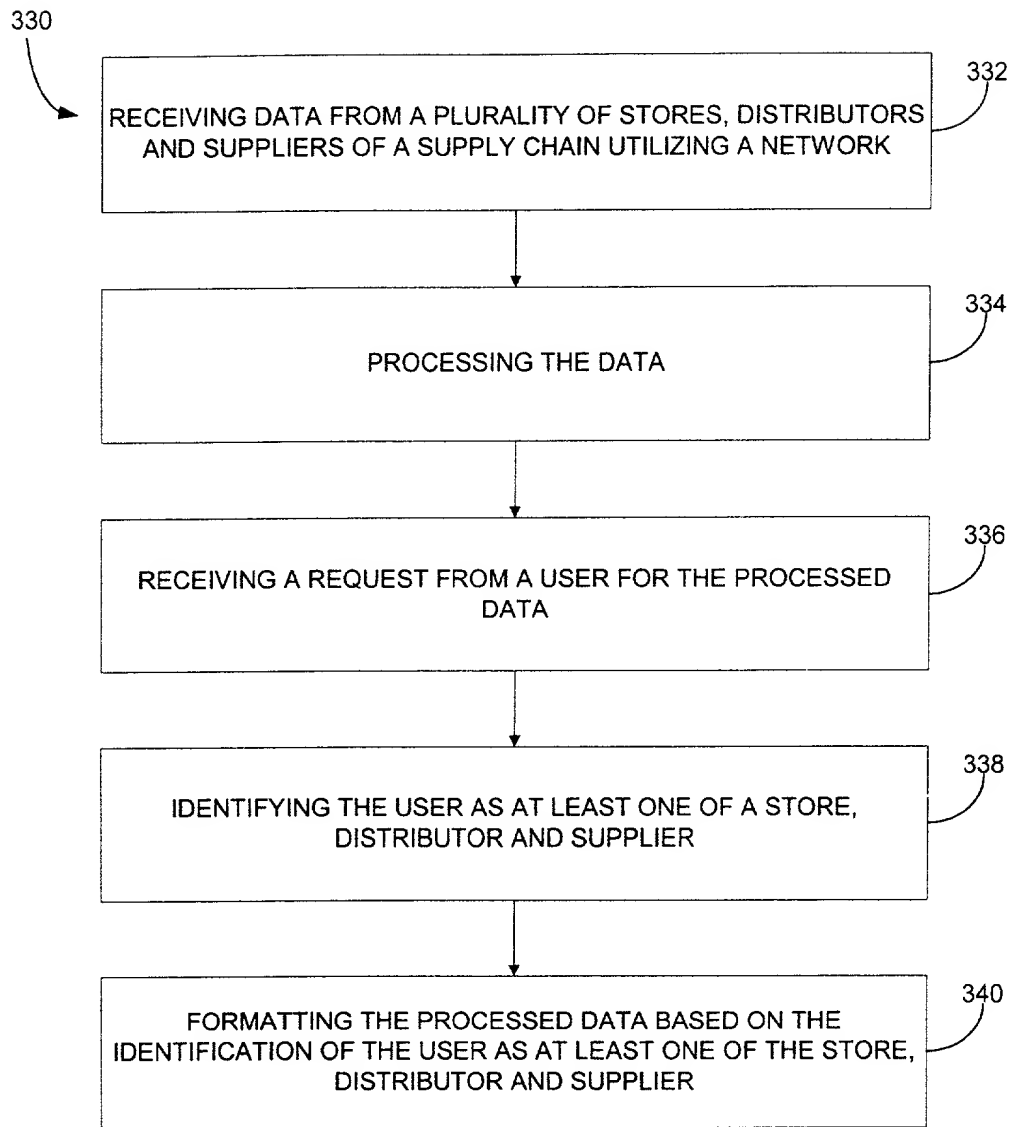 330
332
RECEIVING DATA FROM A PLURALITY OF STORES, DISTRIBUTORS
AND SUPPLIERS OF A SUPPLY CHAIN UTILIZING A NETWORK
334
PROCESSING THE DATA
336
RECEIVING A REQUEST FROM A USER FOR THE PROCESSED
DATA
338
IDENTIFYING THE USER AS AT LEAST ONE OF A STORE,
DISTRIBUTOR AND SUPPLIER
340
FORMATTING THE PROCESSED DATA BASED ON THE
IDENTIFICATION OF THE USER AS AT LEAST ONE OF THE STORE,
DISTRIBUTOR AND SUPPLIER